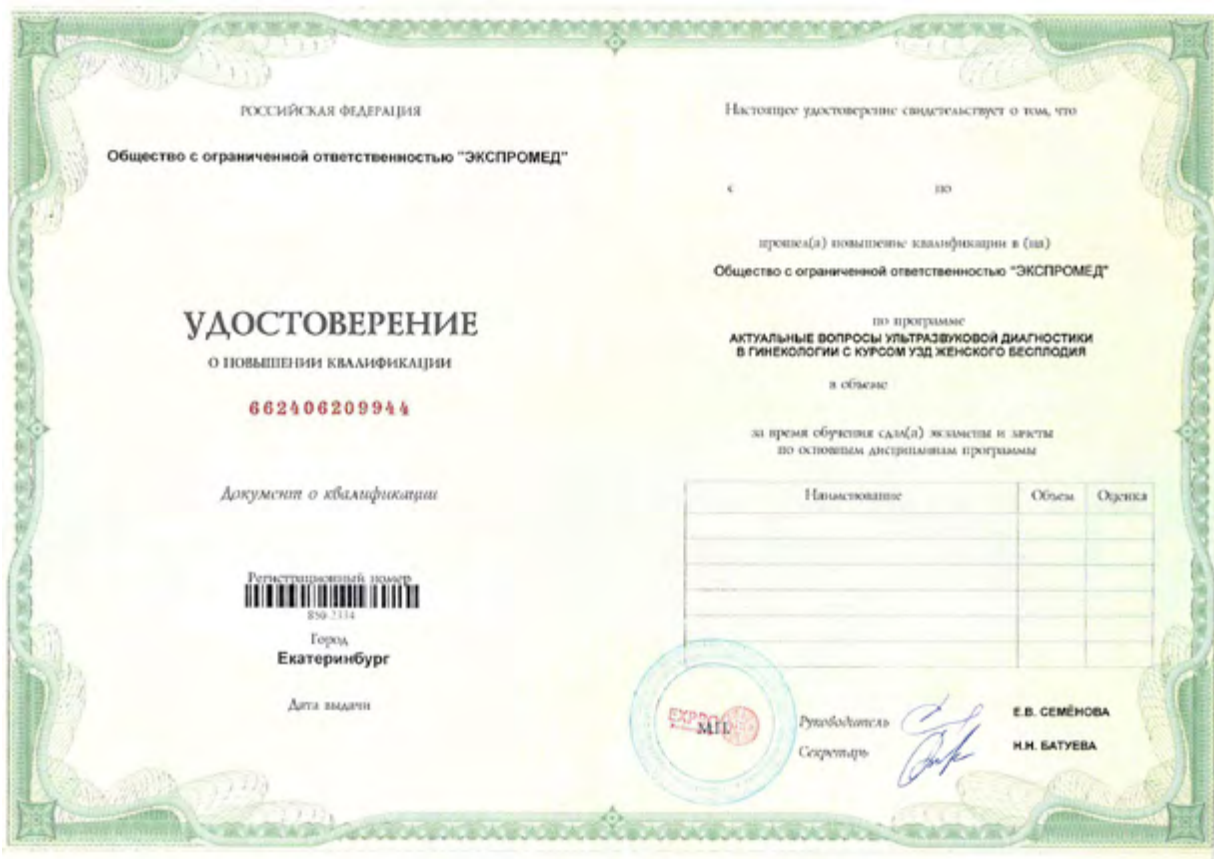 РОССИЙСКАЯ ФЕДЕРАЦИЯ
Общество с ограниченной ответственностью "ЭКСПРОМЕД"
УДОСТОВЕРЕНИЕ
О ПОВЫШЕНИИ КВАЛИФИКАЦИИ
662406209944
Документ о квалификации
Регистрационный номер
850-2334
Город
Екатеринбург
Дата выдачи
Настоящее удостоверение свидетельствует о том, что
с по
прошел(а) повышение квалификации в (на)
Общество с ограниченной ответственностью "ЭКСПРОМЕД"
по программе
АКТУАЛЬНЫЕ ВОПРОСЫ УЛЬТРАЗВУКОВОЙ ДИАГНОСТИКИ
В ГИНЕКОЛОГИИ С КУРСОМ УЗД ЖЕНСКОГО БЕСПЛОДИЯ
в объеме
за время обучения сдал(а) экзамены и зачеты
по основным дисциплинам программы
Наименование Объем Оценка
М.П.
Руководитель Е.В. СЕМЁНОВА
Секретарь Н.Н. БАТУЕВА